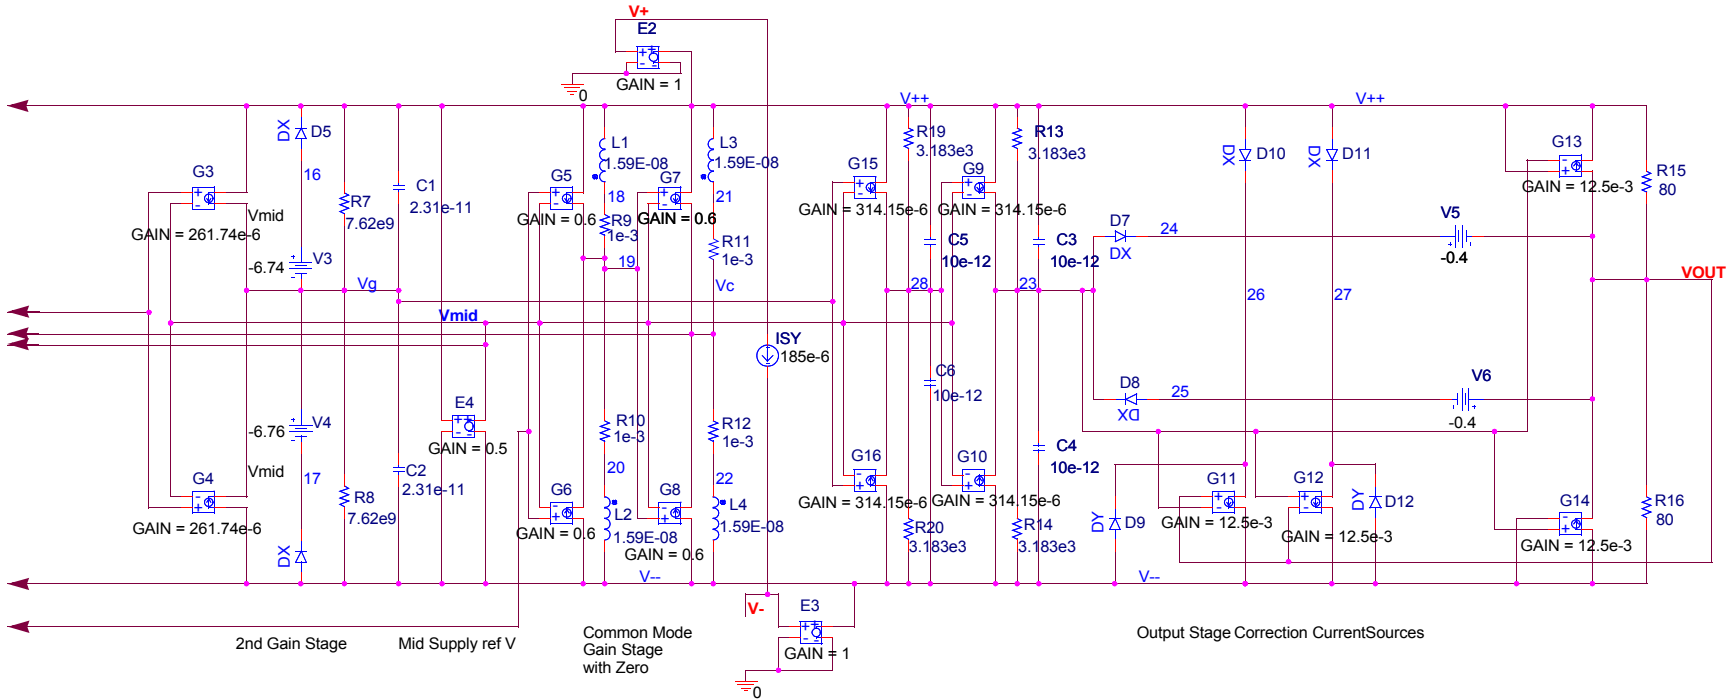 V+
E2
GAIN = 1
0
V++
V++
DX
D5
16
G3
Vmid
GAIN = 261.74e-6
R7
7.62e9
C1
2.31e-11
-6.74
V3
Vg
Vmid
G5
GAIN = 0.6
L1
1.59E-08
18
R9
1e-3
19
G7
GAIN = 0.6
L3
1.59E-08
21
R11
1e-3
Vc
ISY
185e-6
G15
GAIN = 314.15e-6
R19
3.183e3
G9
GAIN = 314.15e-6
R13
3.183e3
C5
10e-12
28
C3
10e-12
23
D7
DX
24
DX
D10
DX
D11
26
27
V5
-0.4
G13
GAIN = 12.5e-3
R15
80
VOUT
-6.76
V4
Vmid
17
G4
GAIN = 261.74e-6
DX
R8
7.62e9
C2
2.31e-11
E4
GAIN = 0.5
R10
1e-3
20
G6
GAIN = 0.6
L2
1.59E-08
R12
1e-3
22
G8
GAIN = 0.6
L4
1.59E-08
C6
10e-12
G16
GAIN = 314.15e-6
R20
3.183e3
G10
GAIN = 314.15e-6
C4
10e-12
R14
3.183e3
D8
DX
25
V6
-0.4
DY
D9
G11
GAIN = 12.5e-3
G12
GAIN = 12.5e-3
DY
D12
G14
GAIN = 12.5e-3
R16
80
V--
V--
V-
E3
GAIN = 1
0
2nd Gain Stage
Mid Supply ref V
Common Mode
Gain Stage
with Zero
Output Stage Correction CurrentSources